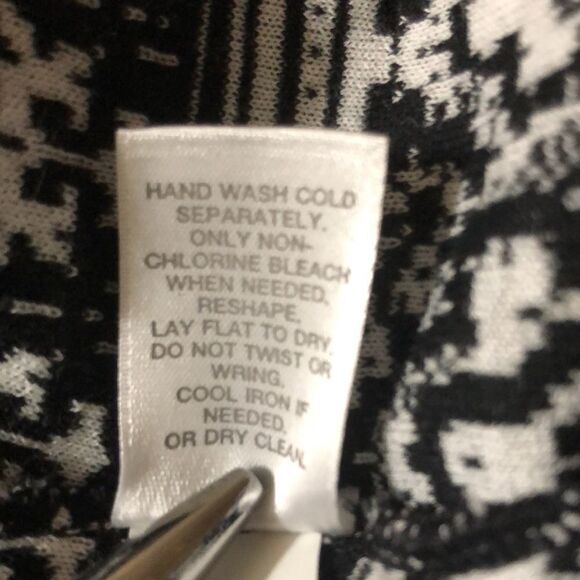 HAND WASH COLD
SEPARATELY.
ONLY NON-
CHLORINE BLEACH
WHEN NEEDED.
RESHAPE.
LAY FLAT TO DRY.
DO NOT TWIST OR
WRING.
COOL IRON IF
NEEDED.
OR DRY CLEAN.